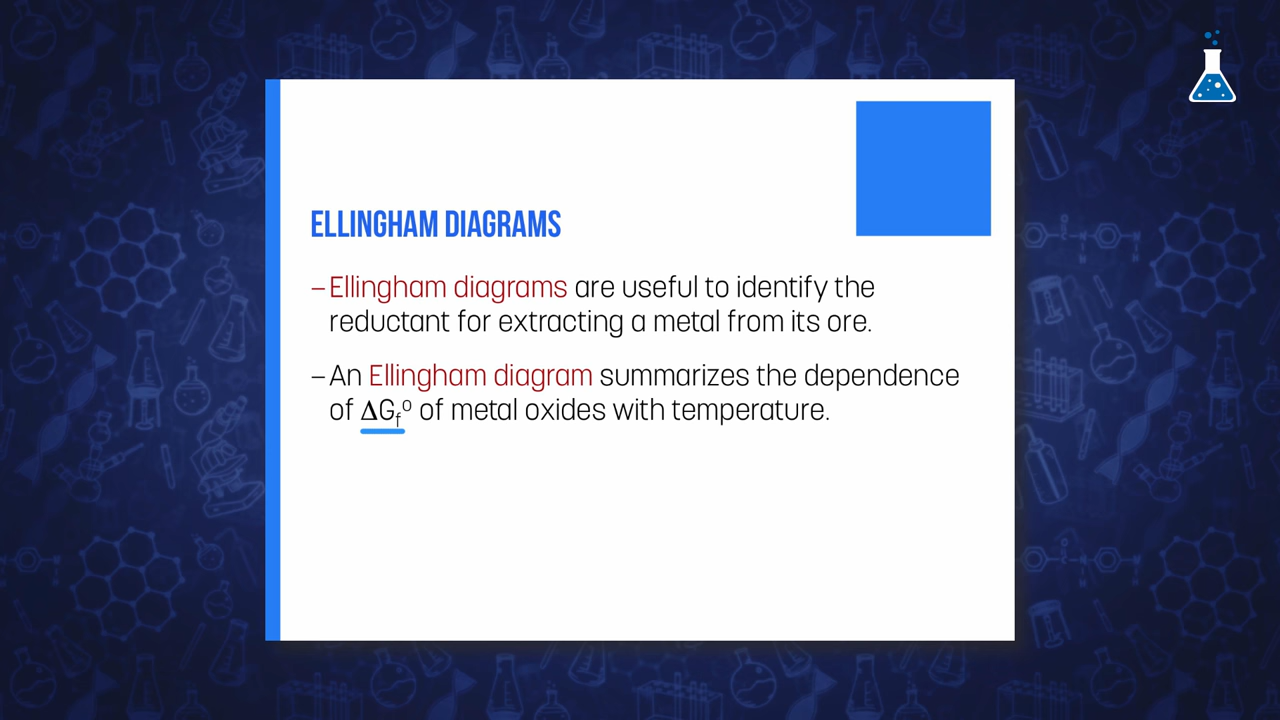 ELLINGHAM DIAGRAMS
–Ellingham diagrams are useful to identify the
reductant for extracting a metal from its ore.
–An Ellingham diagram summarizes the dependence
of ΔGf° of metal oxides with temperature.